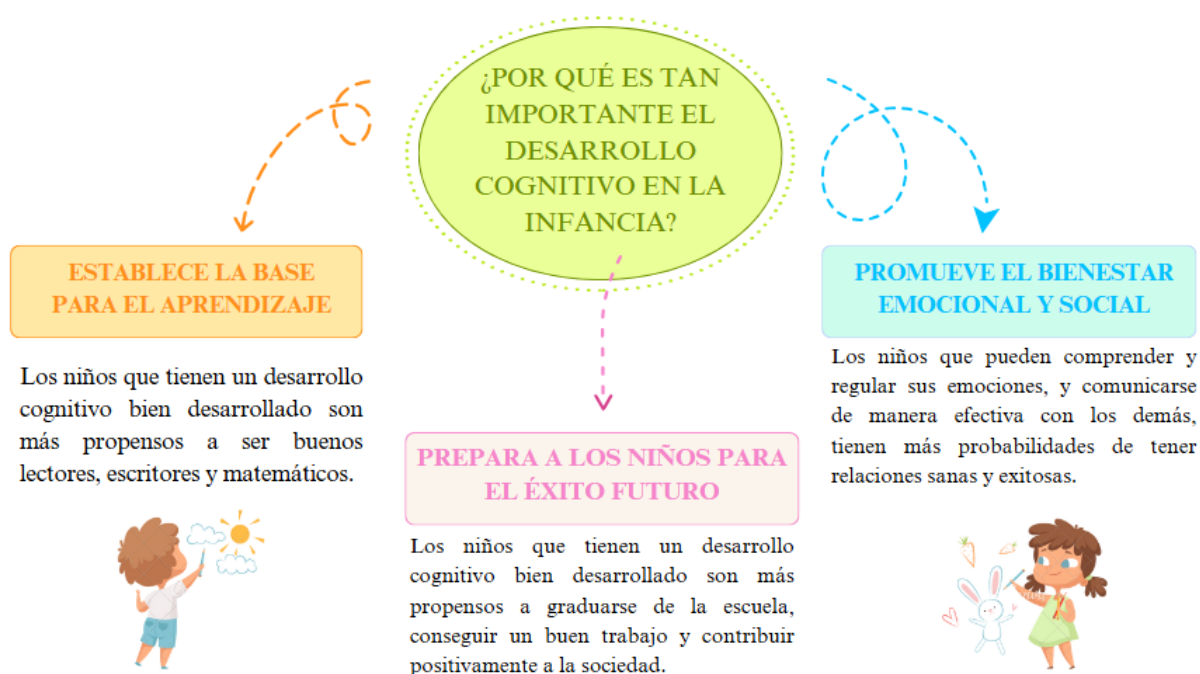 ¿POR QUÉ ES TAN
IMPORTANTE EL
DESARROLLO
COGNITIVO EN LA
INFANCIA?
ESTABLECE LA BASE
PARA EL APRENDIZAJE
Los niños que tienen un desarrollo
cognitivo bien desarrollado son
más propensos a ser buenos
lectores, escritores y matemáticos.
PREPARA A LOS NIÑOS PARA
EL ÉXITO FUTURO
Los niños que tienen un desarrollo
cognitivo bien desarrollado son más
propensos a graduarse de la escuela,
conseguir un buen trabajo y contribuir
positivamente a la sociedad.
PROMUEVE EL BIENESTAR
EMOCIONAL Y SOCIAL
Los niños que pueden comprender y
regular sus emociones, y comunicarse
de manera efectiva con los demás,
tienen más probabilidades de tener
relaciones sanas y exitosas.